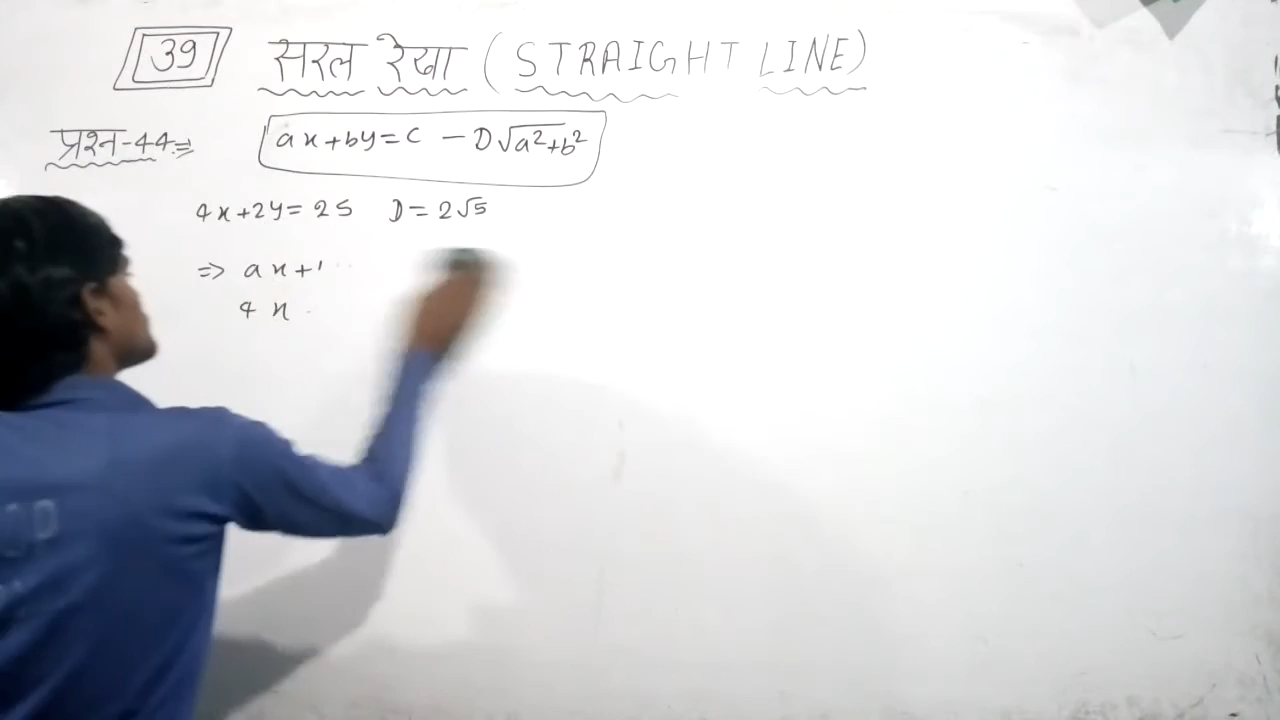 39 सरल रेखा (STRAIGHT LINE)
प्रश्न-44⇒ ax+by=c -D√a²+b²
4x+2y=25 D=2√5
⇒ ax+
4x